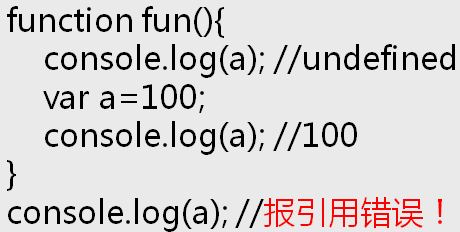 function fun(){
console.log(a); //undefined
var a=100;
console.log(a); //100
}
console.log(a); //报引用错误！